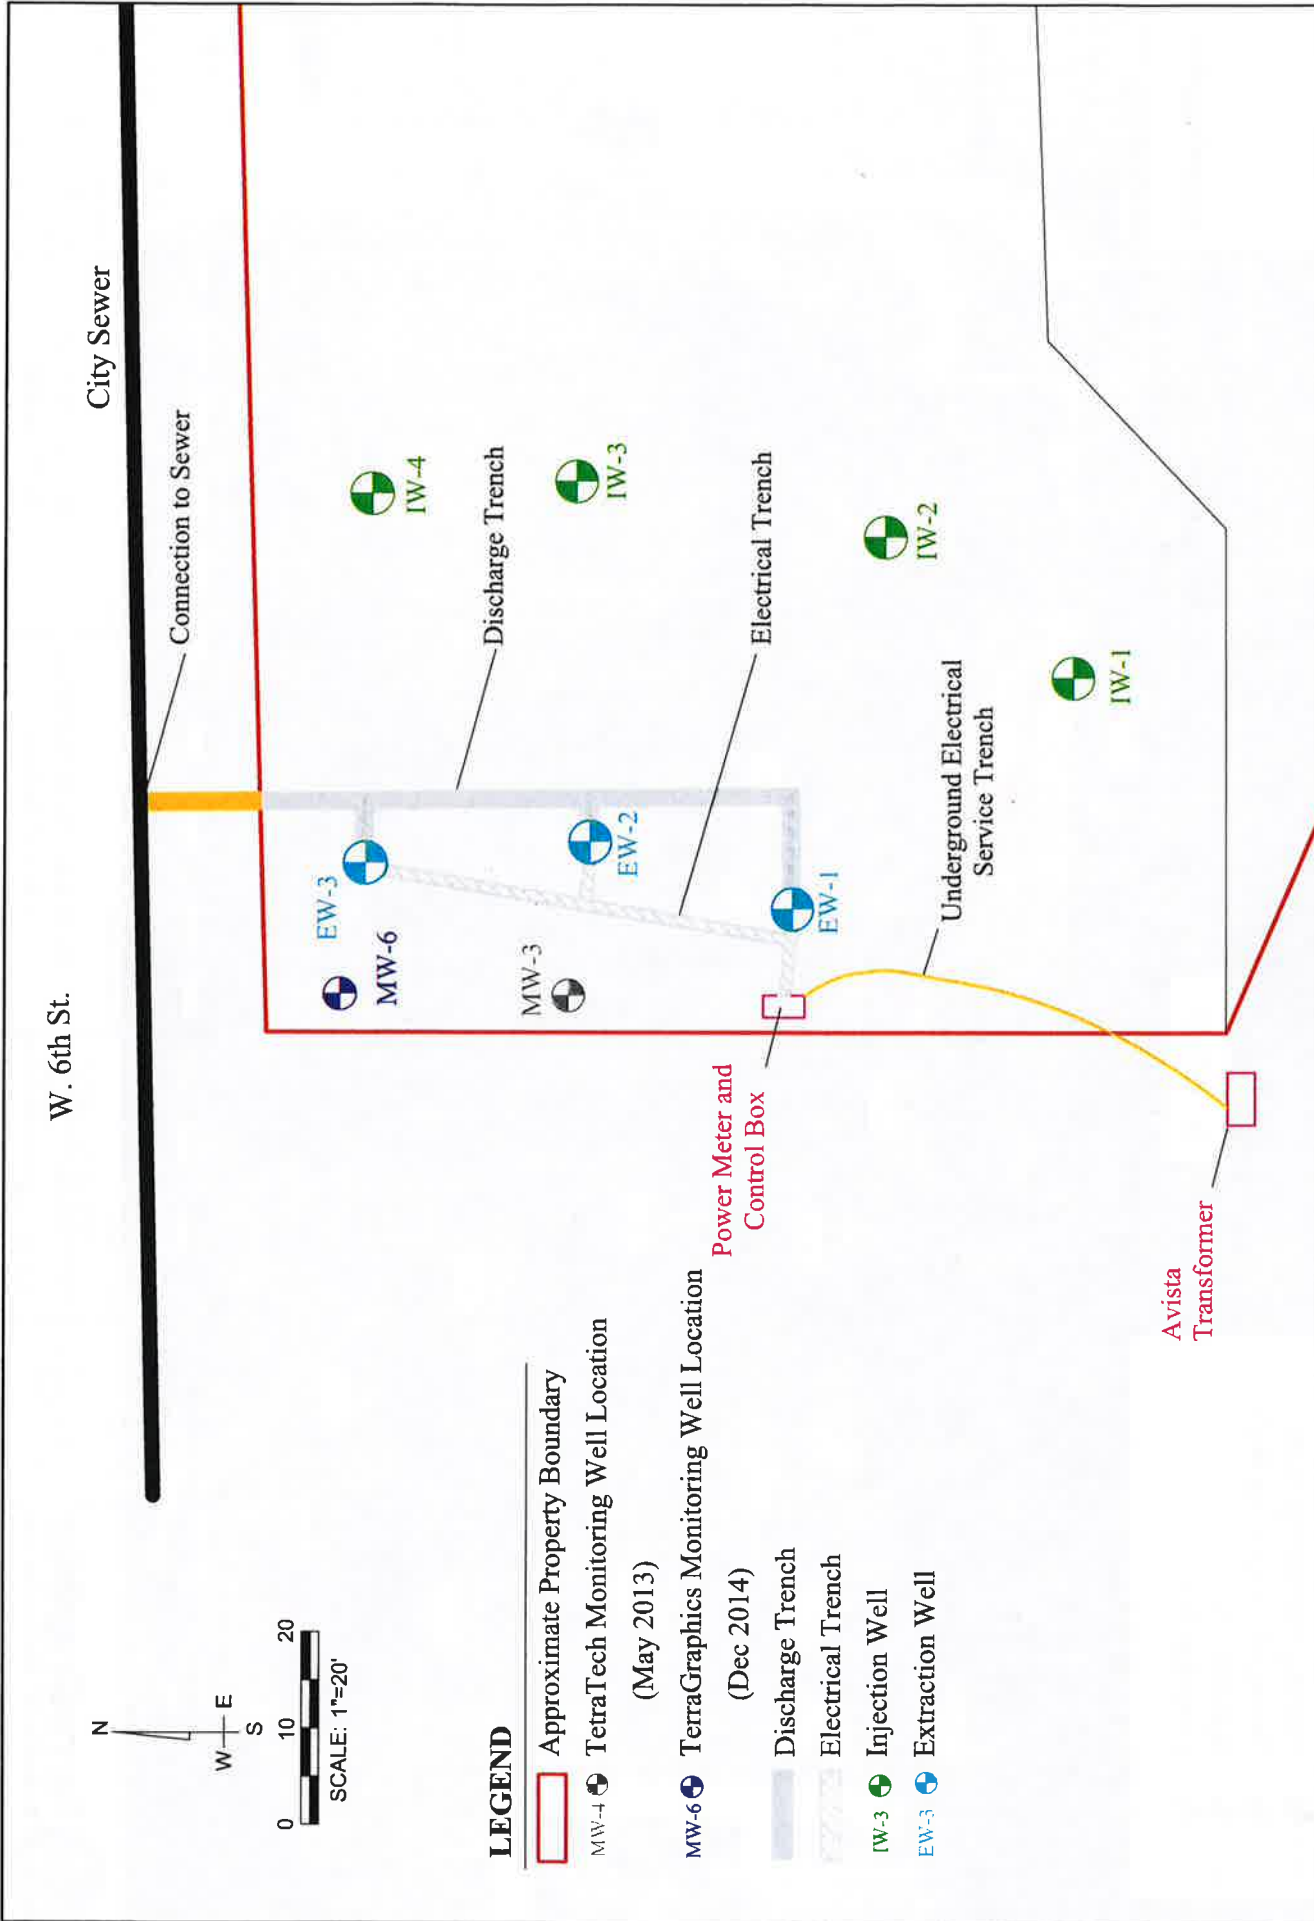 W. 6th St.
City Sewer
Connection to Sewer
N
W
E
S
0
10
20
SCALE: 1"=20'
EW-3
MW-6
IW-4
Discharge Trench
MW-3
EW-2
IW-3
Electrical Trench
EW-1
IW-2
Power Meter and
Control Box
Underground Electrical
Service Trench
IW-1
Avista
Transformer
LEGEND
Approximate Property Boundary
MW-4 TetraTech Monitoring Well Location
(May 2013)
MW-6 TerraGraphics Monitoring Well Location
(Dec 2014)
Discharge Trench
Electrical Trench
IW-3 Injection Well
EW-3 Extraction Well